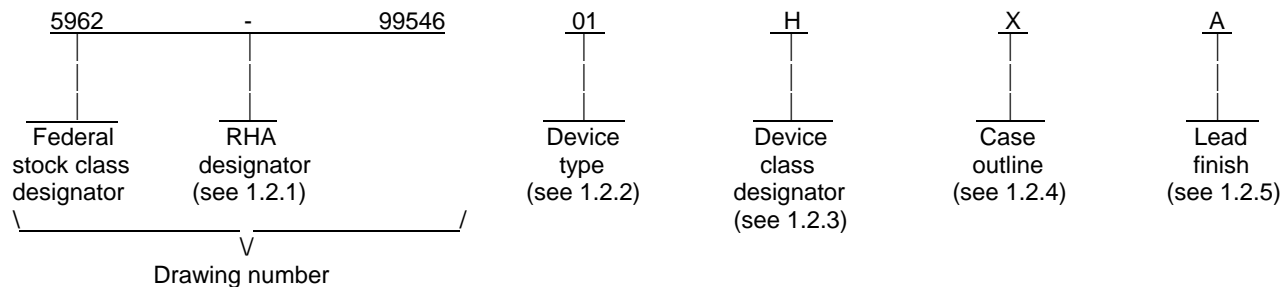 5962 - 99546 01 H X A
Federal RHA Device Device Case Lead
stock class designator type class outline finish
designator (see 1.2.1) (see 1.2.2) designator (see 1.2.4) (see 1.2.5)
(see 1.2.3)
Drawing number